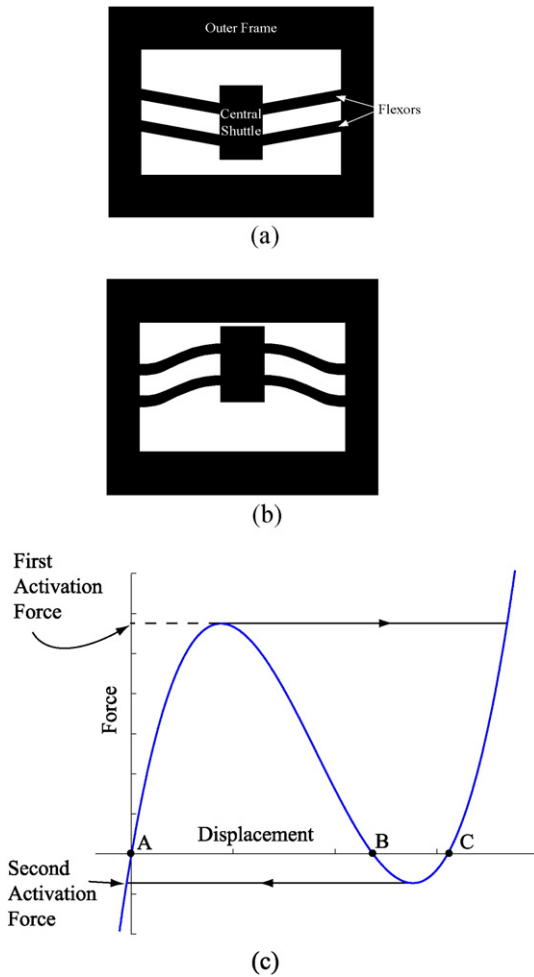 Outer Frame
Central
Shuttle
Flexors
(a)
(b)
First
Activation
Force
Force
Displacement
A
B
C
Second
Activation
Force
(c)